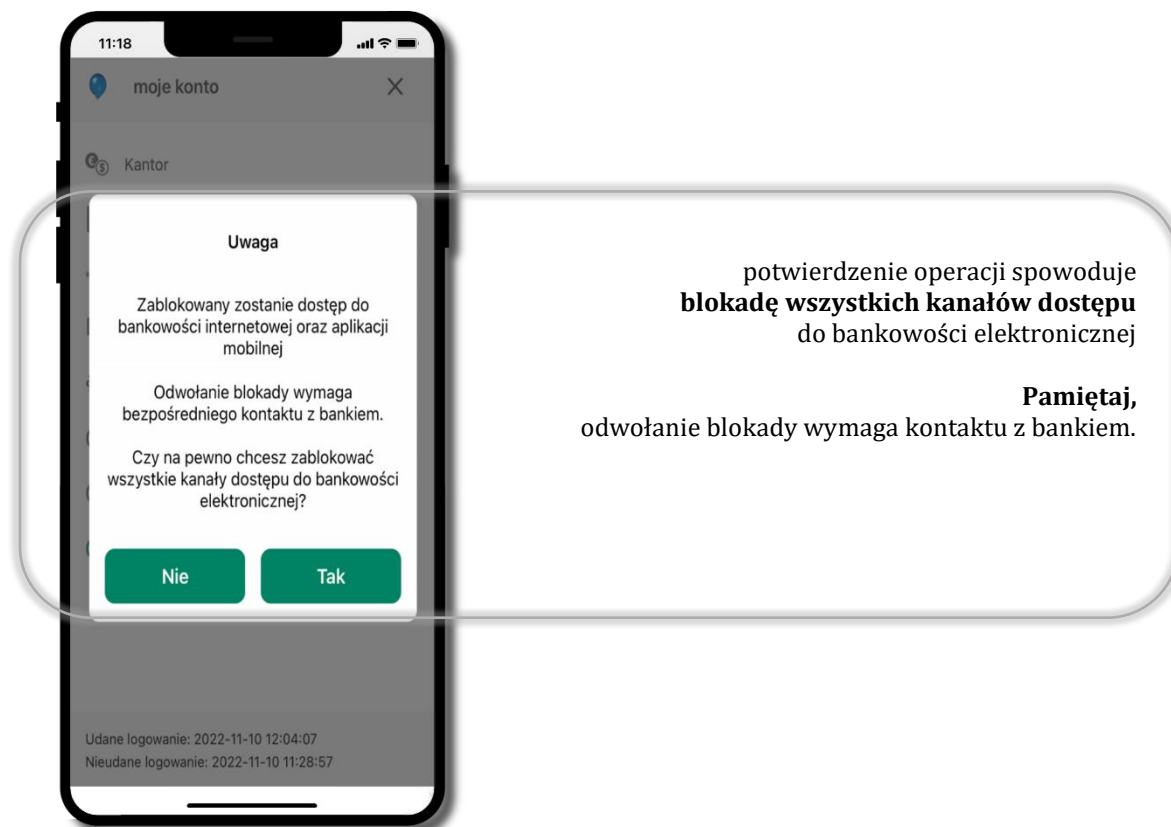 11:18
moje konto
Kantor
Uwaga
Zablokowany zostanie dostęp do
bankowości internetowej oraz aplikacji
mobilnej
Odwołanie blokady wymaga
bezpośredniego kontaktu z bankiem.
Czy na pewno chcesz zablokować
wszystkie kanały dostępu do bankowości
elektronicznej?
Nie Tak
Udane logowanie: 2022-11-10 12:04:07
Nieudane logowanie: 2022-11-10 11:28:57
potwierdzenie operacji spowoduje
blokadę wszystkich kanałów dostępu
do bankowości elektronicznej
Pamiętaj,
odwołanie blokady wymaga kontaktu z bankiem.